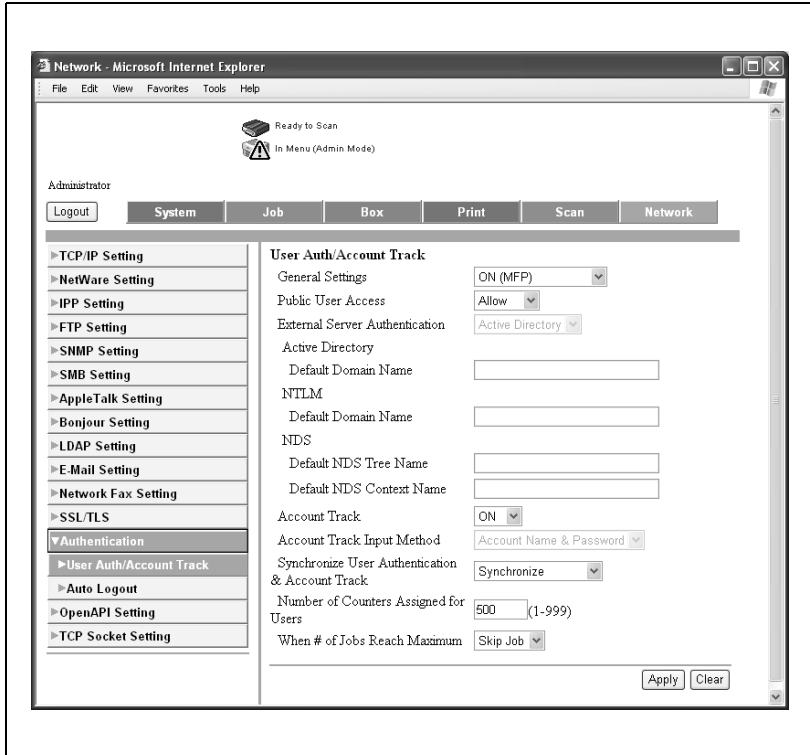 Network - Microsoft Internet Explorer
File Edit View Favorites Tools Help
Ready to Scan
In Menu (Admin Mode)
Administrator
Logout System Job Box Print Scan Network
TCP/IP Setting
NetWare Setting
IPP Setting
FTP Setting
SNMP Setting
SMB Setting
AppleTalk Setting
Bonjour Setting
LDAP Setting
E-Mail Setting
Network Fax Setting
SSL/TLS
Authentication
User Auth/Account Track
Auto Logout
OpenAPI Setting
TCP Socket Setting
User Auth/Account Track
General Settings ON (MFP)
Public User Access Allow
External Server Authentication Active Directory
Active Directory
Default Domain Name
NTLM
Default Domain Name
NDS
Default NDS Tree Name
Default NDS Context Name
Account Track ON
Account Track Input Method Account Name & Password
Synchronize User Authentication
& Account Track Synchronize
Number of Counters Assigned for
Users 500 (1-999)
When # of Jobs Reach Maximum Skip Job
Apply Clear